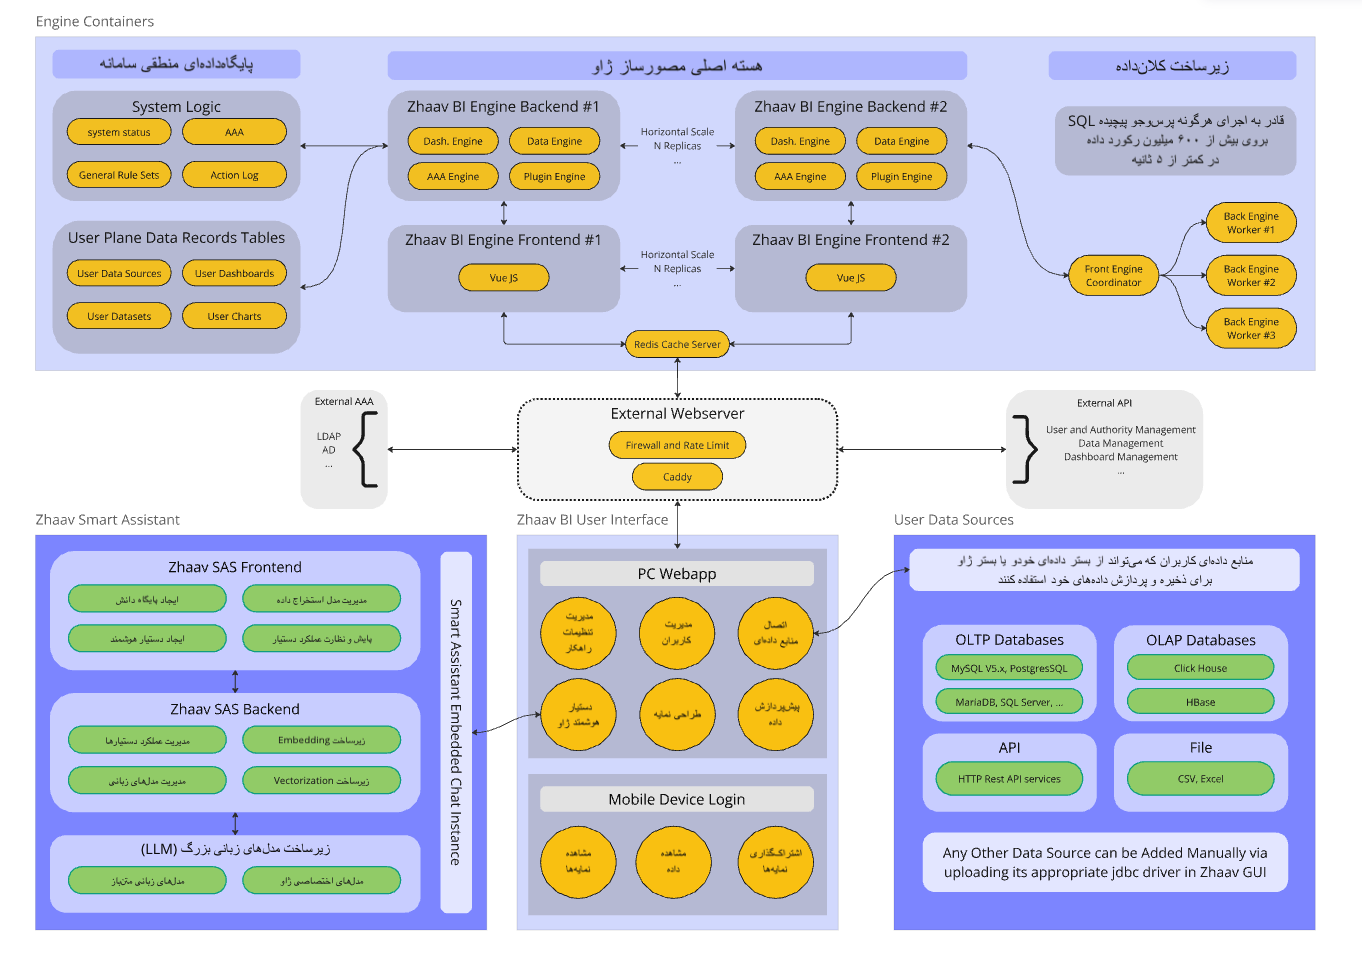 Engine Containers
پایگاه‌داده‌ای منطقی سامانه
System Logic
system status
AAA
General Rule Sets
Action Log
User Plane Data Records Tables
User Data Sources
User Dashboards
User Datasets
User Charts
هسته اصلی مصورساز ژاو
Zhaav BI Engine Backend #1
Dash. Engine
Data Engine
AAA Engine
Plugin Engine
Horizontal Scale
N Replicas
...
Zhaav BI Engine Backend #2
Dash. Engine
Data Engine
AAA Engine
Plugin Engine
Zhaav BI Engine Frontend #1
Vue JS
Horizontal Scale
N Replicas
...
Zhaav BI Engine Frontend #2
Vue JS
Redis Cache Server
زیرساخت کلان‌داده
قادر به اجرای هرگونه پرس‌وجو پیچیده SQL
بروی بیش از ۶۰۰ میلیون رکورد داده
در کمتر از ۵ ثانیه
Front Engine
Coordinator
Back Engine
Worker #1
Back Engine
Worker #2
Back Engine
Worker #3
External AAA
LDAP
AD
...
External Webserver
Firewall and Rate Limit
Caddy
External API
User and Authority Management
Data Management
Dashboard Management
...
Zhaav Smart Assistant
Zhaav SAS Frontend
ایجاد پایگاه دانش
مدیریت مدل استخراج داده
ایجاد دستیار هوشمند
پایش و نظارت عملکرد دستیار
Zhaav SAS Backend
مدیریت عملکرد دستیارها
زیرساخت Embedding
مدیریت مدل‌های زبانی
زیرساخت Vectorization
زیرساخت مدل‌های زبانی بزرگ (LLM)
مدل‌های زبانی متن‌باز
مدل‌های اختصاصی ژاو
Smart Assistant Embedded Chat Instance
Zhaav BI User Interface
PC Webapp
مدیریت
تنظیمات
راهکار
مدیریت
کاربران
اتصال
منابع داده‌ای
دستیار
هوشمند ژاو
طراحی نمایه
پیش‌پردازش
داده
Mobile Device Login
مشاهده
نمایه‌ها
مشاهده
داده
اشتراک‌گذاری
نمایه‌ها
User Data Sources
منابع داده‌ای کاربران که می‌تواند از بستر داده‌ای خودو یا بستر ژاو
برای ذخیره و پردازش داده‌های خود استفاده کنند
OLTP Databases
MySQL V5.x, PostgresSQL
MariaDB, SQL Server, ...
OLAP Databases
Click House
HBase
API
HTTP Rest API services
File
CSV, Excel
Any Other Data Source can be Added Manually via
uploading its appropriate jdbc driver in Zhaav GUI